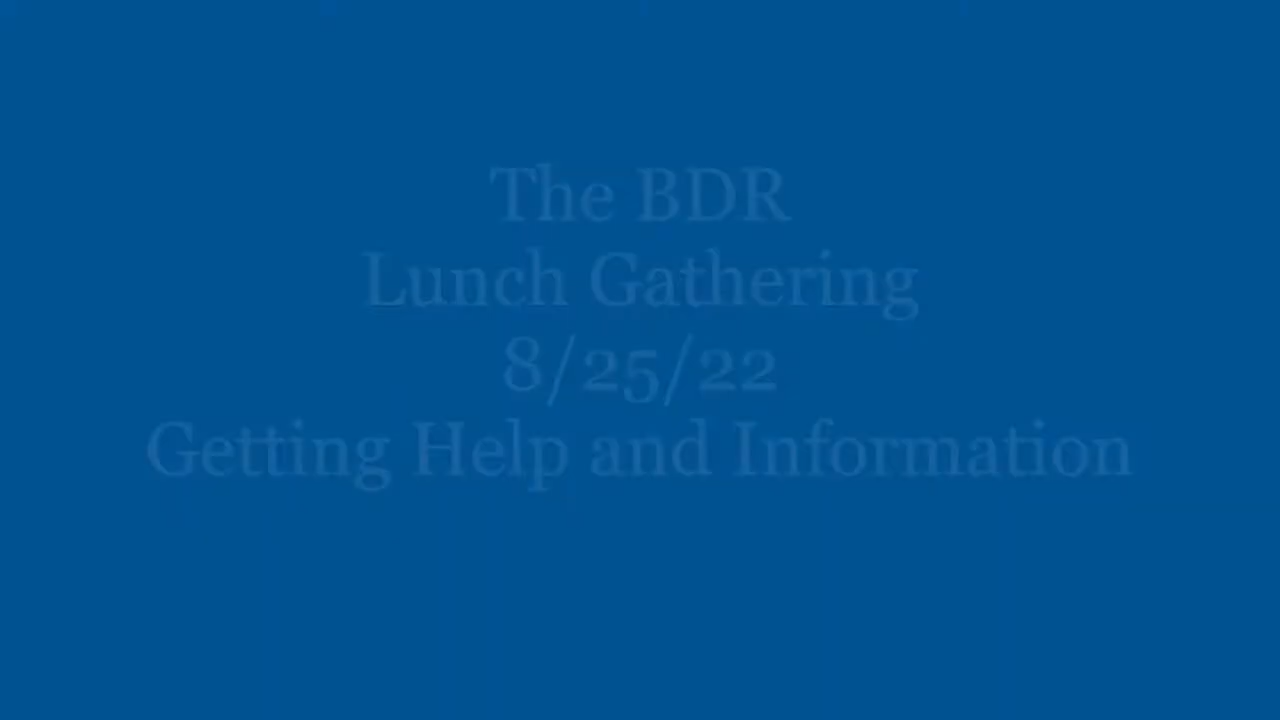 The BDR
Lunch Gathering
8/25/22
Getting Help and Information